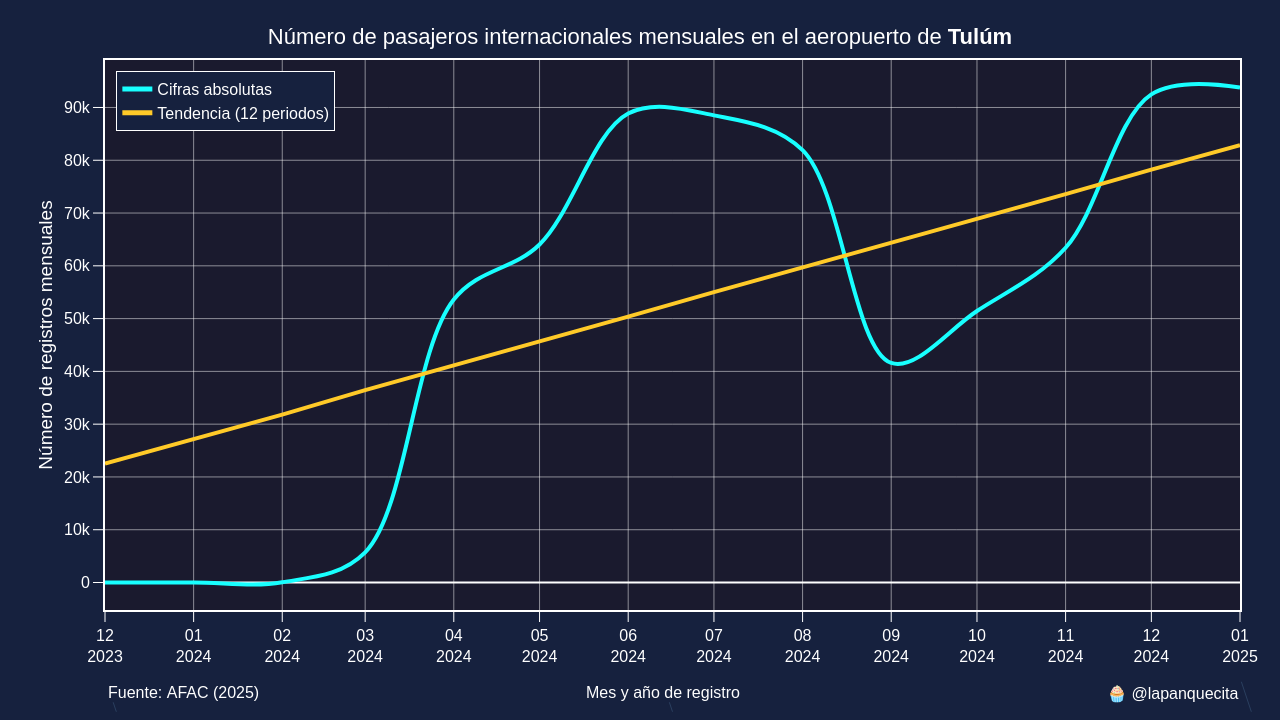 Número de pasajeros internacionales mensuales en el aeropuerto de Tulúm
Cifras absolutas
Tendencia (12 periodos)
Número de registros mensuales
90k
80k
70k
60k
50k
40k
30k
20k
10k
0
12 01 02 03 04 05 06 07 08 09 10 11 12 01
2023 2024 2024 2024 2024 2024 2024 2024 2024 2024 2024 2024 2024 2025
Fuente: AFAC (2025) Mes y año de registro 🧁 @lapanquecita